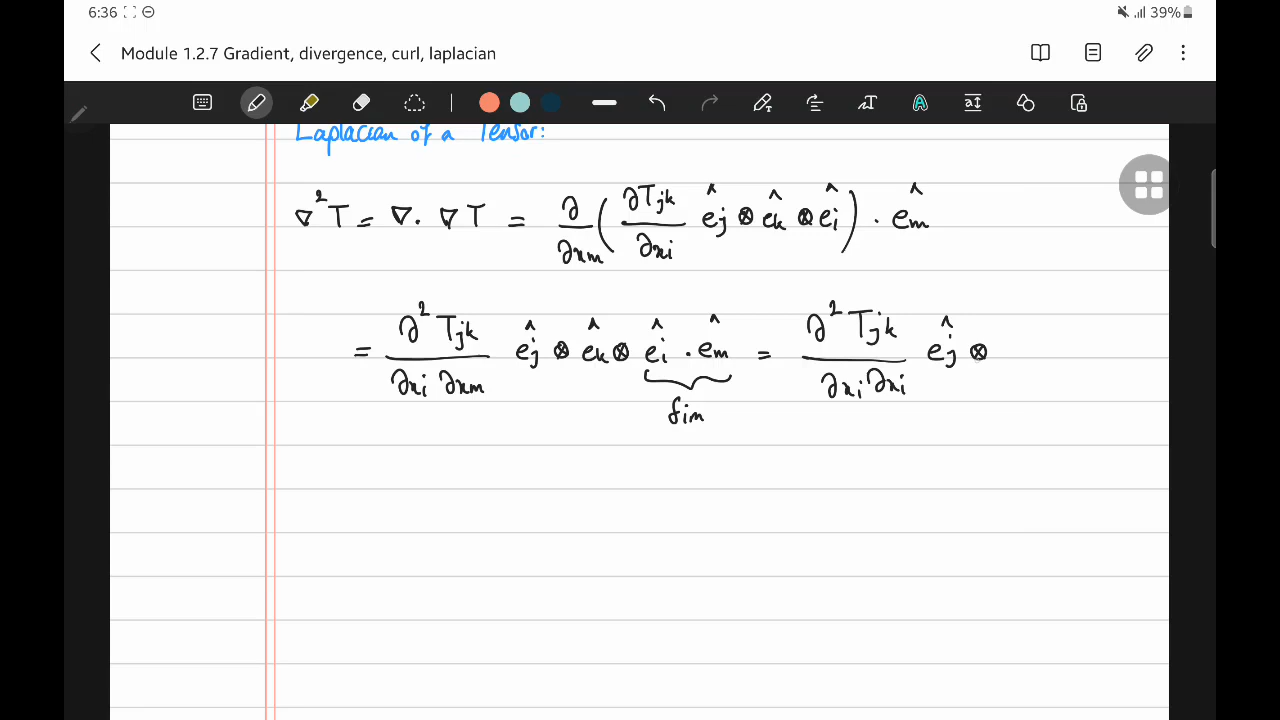 6:36 39%
Module 1.2.7 Gradient, divergence, curl, laplacian
Laplacian of a Tensor:
∇²T = ∇·∇T = ∂/∂xm (∂Tjk/∂xi êj ⊗ êk ⊗ êi) · êm
= ∂²Tjk/∂xi ∂xm êj ⊗ êk ⊗ êi · êm = ∂²Tjk/∂xi ∂xi êj ⊗
δim